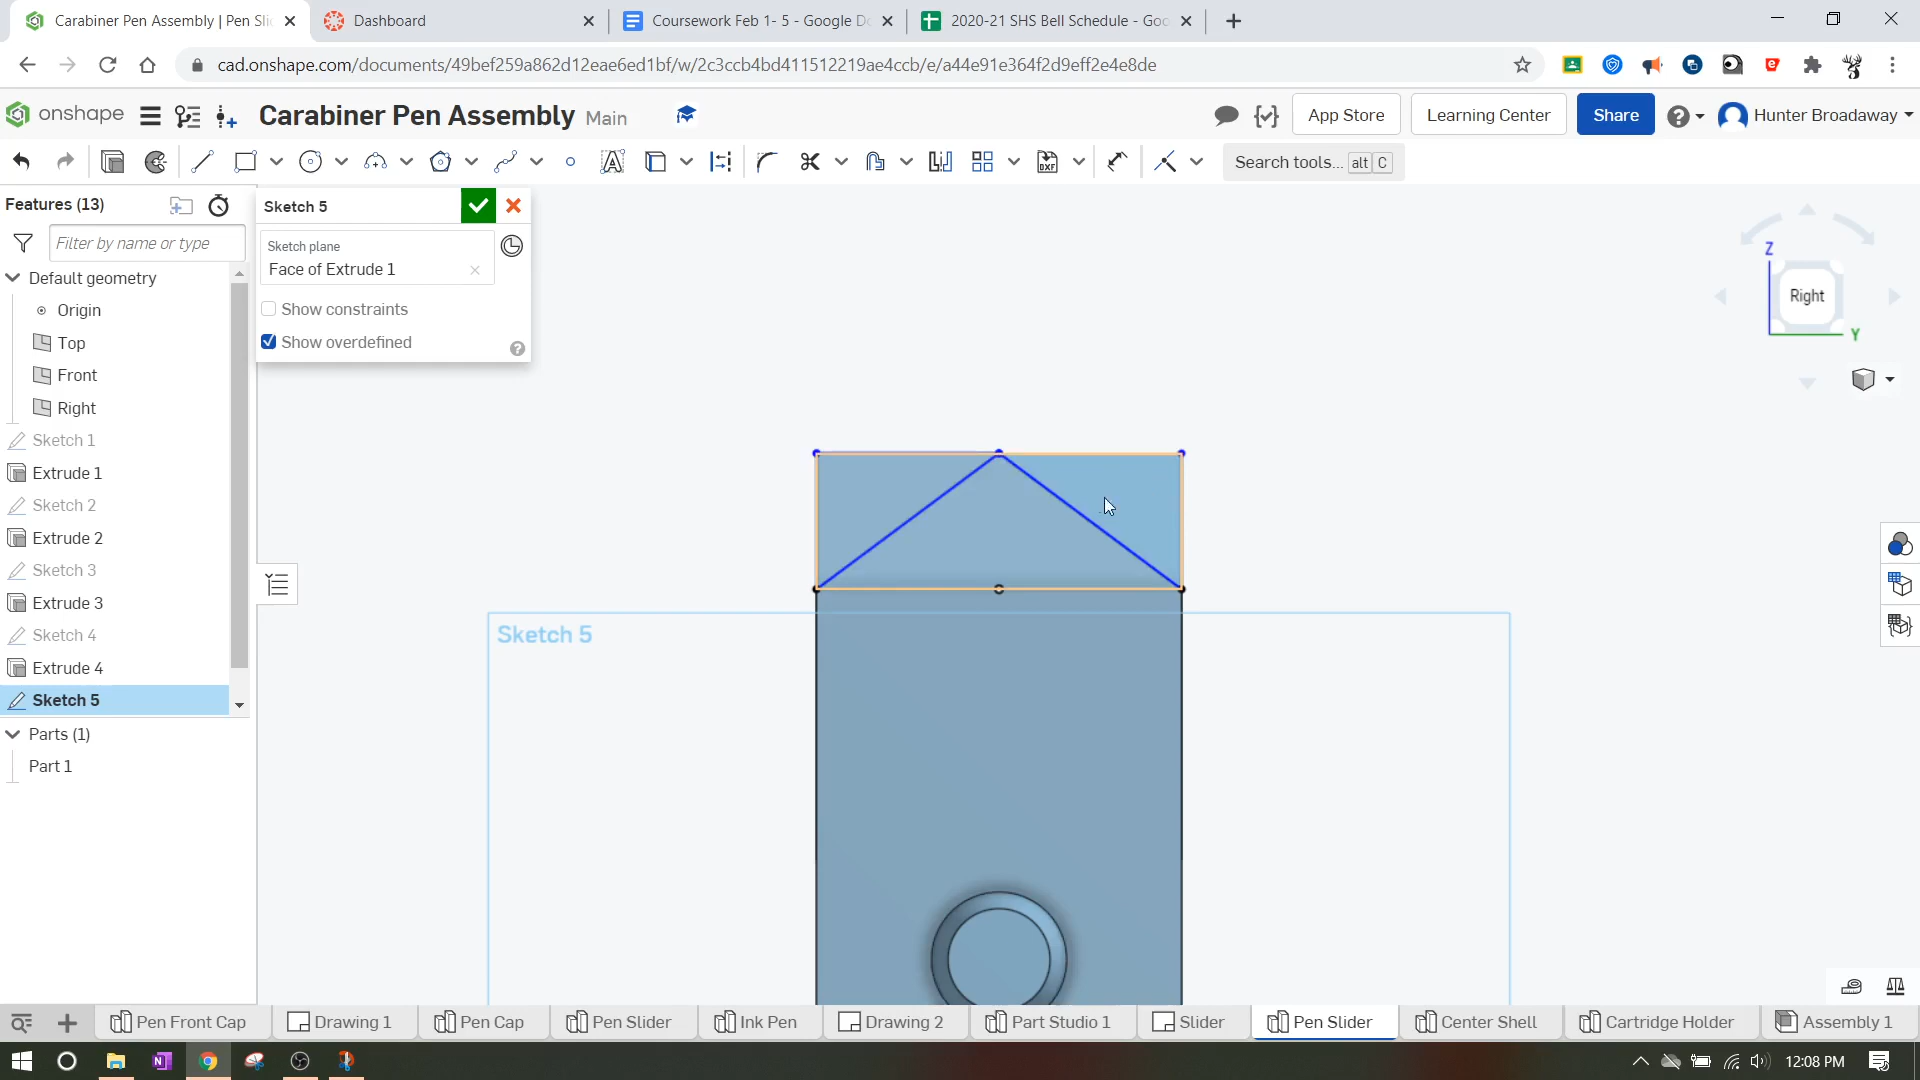 Carabiner Pen Assembly | Pen Sli
Dashboard
Coursework Feb 1- 5 - Google D
2020-21 SHS Bell Schedule - Goo
cad.onshape.com/documents/49bef259a862d12eae6ed1bf/w/2c3ccb4bd411512219ae4ccb/e/a44e91e364f2d9eff2e4e8de
onshape
Carabiner Pen Assembly Main
App Store
Learning Center
Share
Hunter Broadaway
Search tools... alt C
Features (13)
Filter by name or type
Default geometry
Origin
Top
Front
Right
Sketch 1
Extrude 1
Sketch 2
Extrude 2
Sketch 3
Extrude 3
Sketch 4
Extrude 4
Sketch 5
Parts (1)
Part 1
Sketch 5
Sketch plane
Face of Extrude 1
Show constraints
Show overdefined
Sketch 5
Z
Right
Y
Pen Front Cap
Drawing 1
Pen Cap
Pen Slider
Ink Pen
Drawing 2
Part Studio 1
Slider
Pen Slider
Center Shell
Cartridge Holder
Assembly 1
12:08 PM